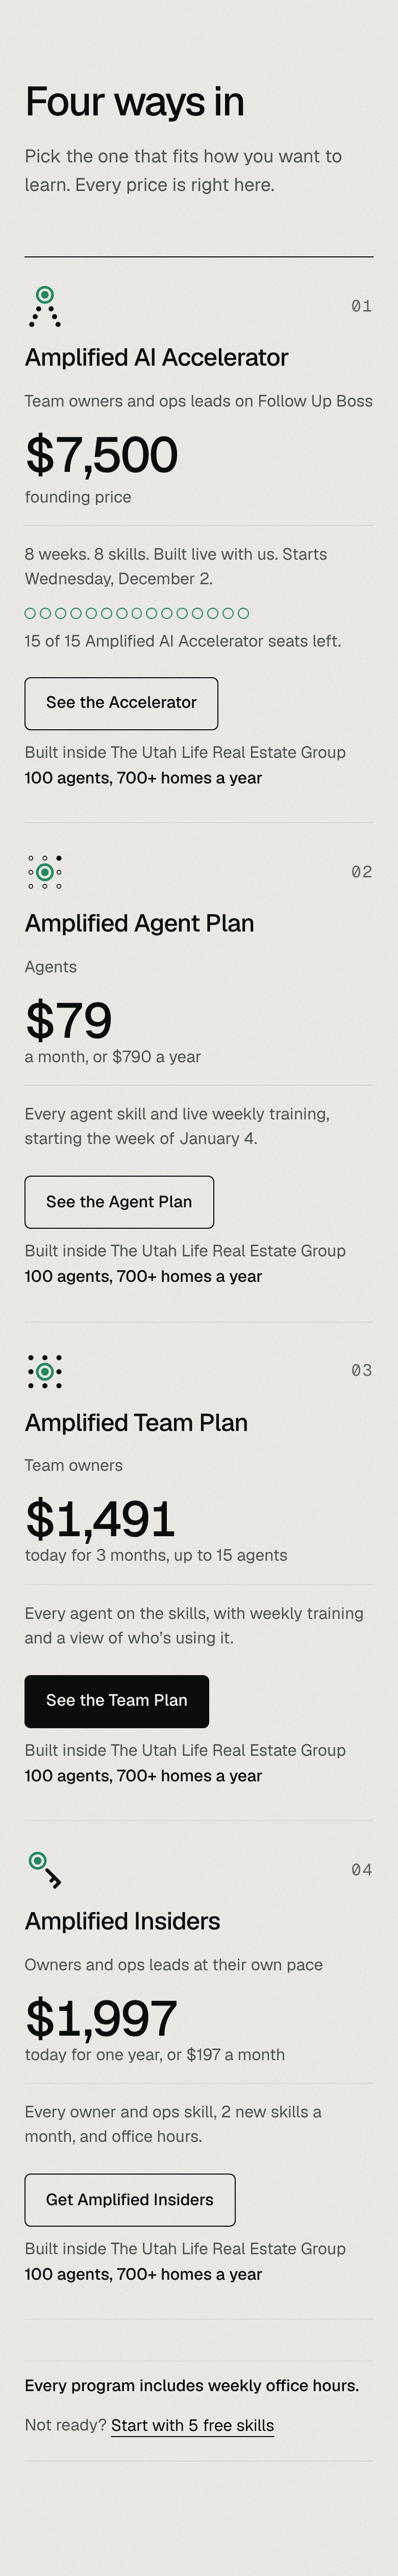 Four ways in
Pick the one that fits how you want to
learn. Every price is right here.
01
Amplified AI Accelerator
Team owners and ops leads on Follow Up Boss
$7,500
founding price
8 weeks. 8 skills. Built live with us. Starts
Wednesday, December 2.
15 of 15 Amplified AI Accelerator seats left.
See the Accelerator
Built inside The Utah Life Real Estate Group
100 agents, 700+ homes a year
02
Amplified Agent Plan
Agents
$79
a month, or $790 a year
Every agent skill and live weekly training,
starting the week of January 4.
See the Agent Plan
Built inside The Utah Life Real Estate Group
100 agents, 700+ homes a year
03
Amplified Team Plan
Team owners
$1,491
today for 3 months, up to 15 agents
Every agent on the skills, with weekly training
and a view of who’s using it.
See the Team Plan
Built inside The Utah Life Real Estate Group
100 agents, 700+ homes a year
04
Amplified Insiders
Owners and ops leads at their own pace
$1,997
today for one year, or $197 a month
Every owner and ops skill, 2 new skills a
month, and office hours.
Get Amplified Insiders
Built inside The Utah Life Real Estate Group
100 agents, 700+ homes a year
Every program includes weekly office hours.
Not ready? Start with 5 free skills